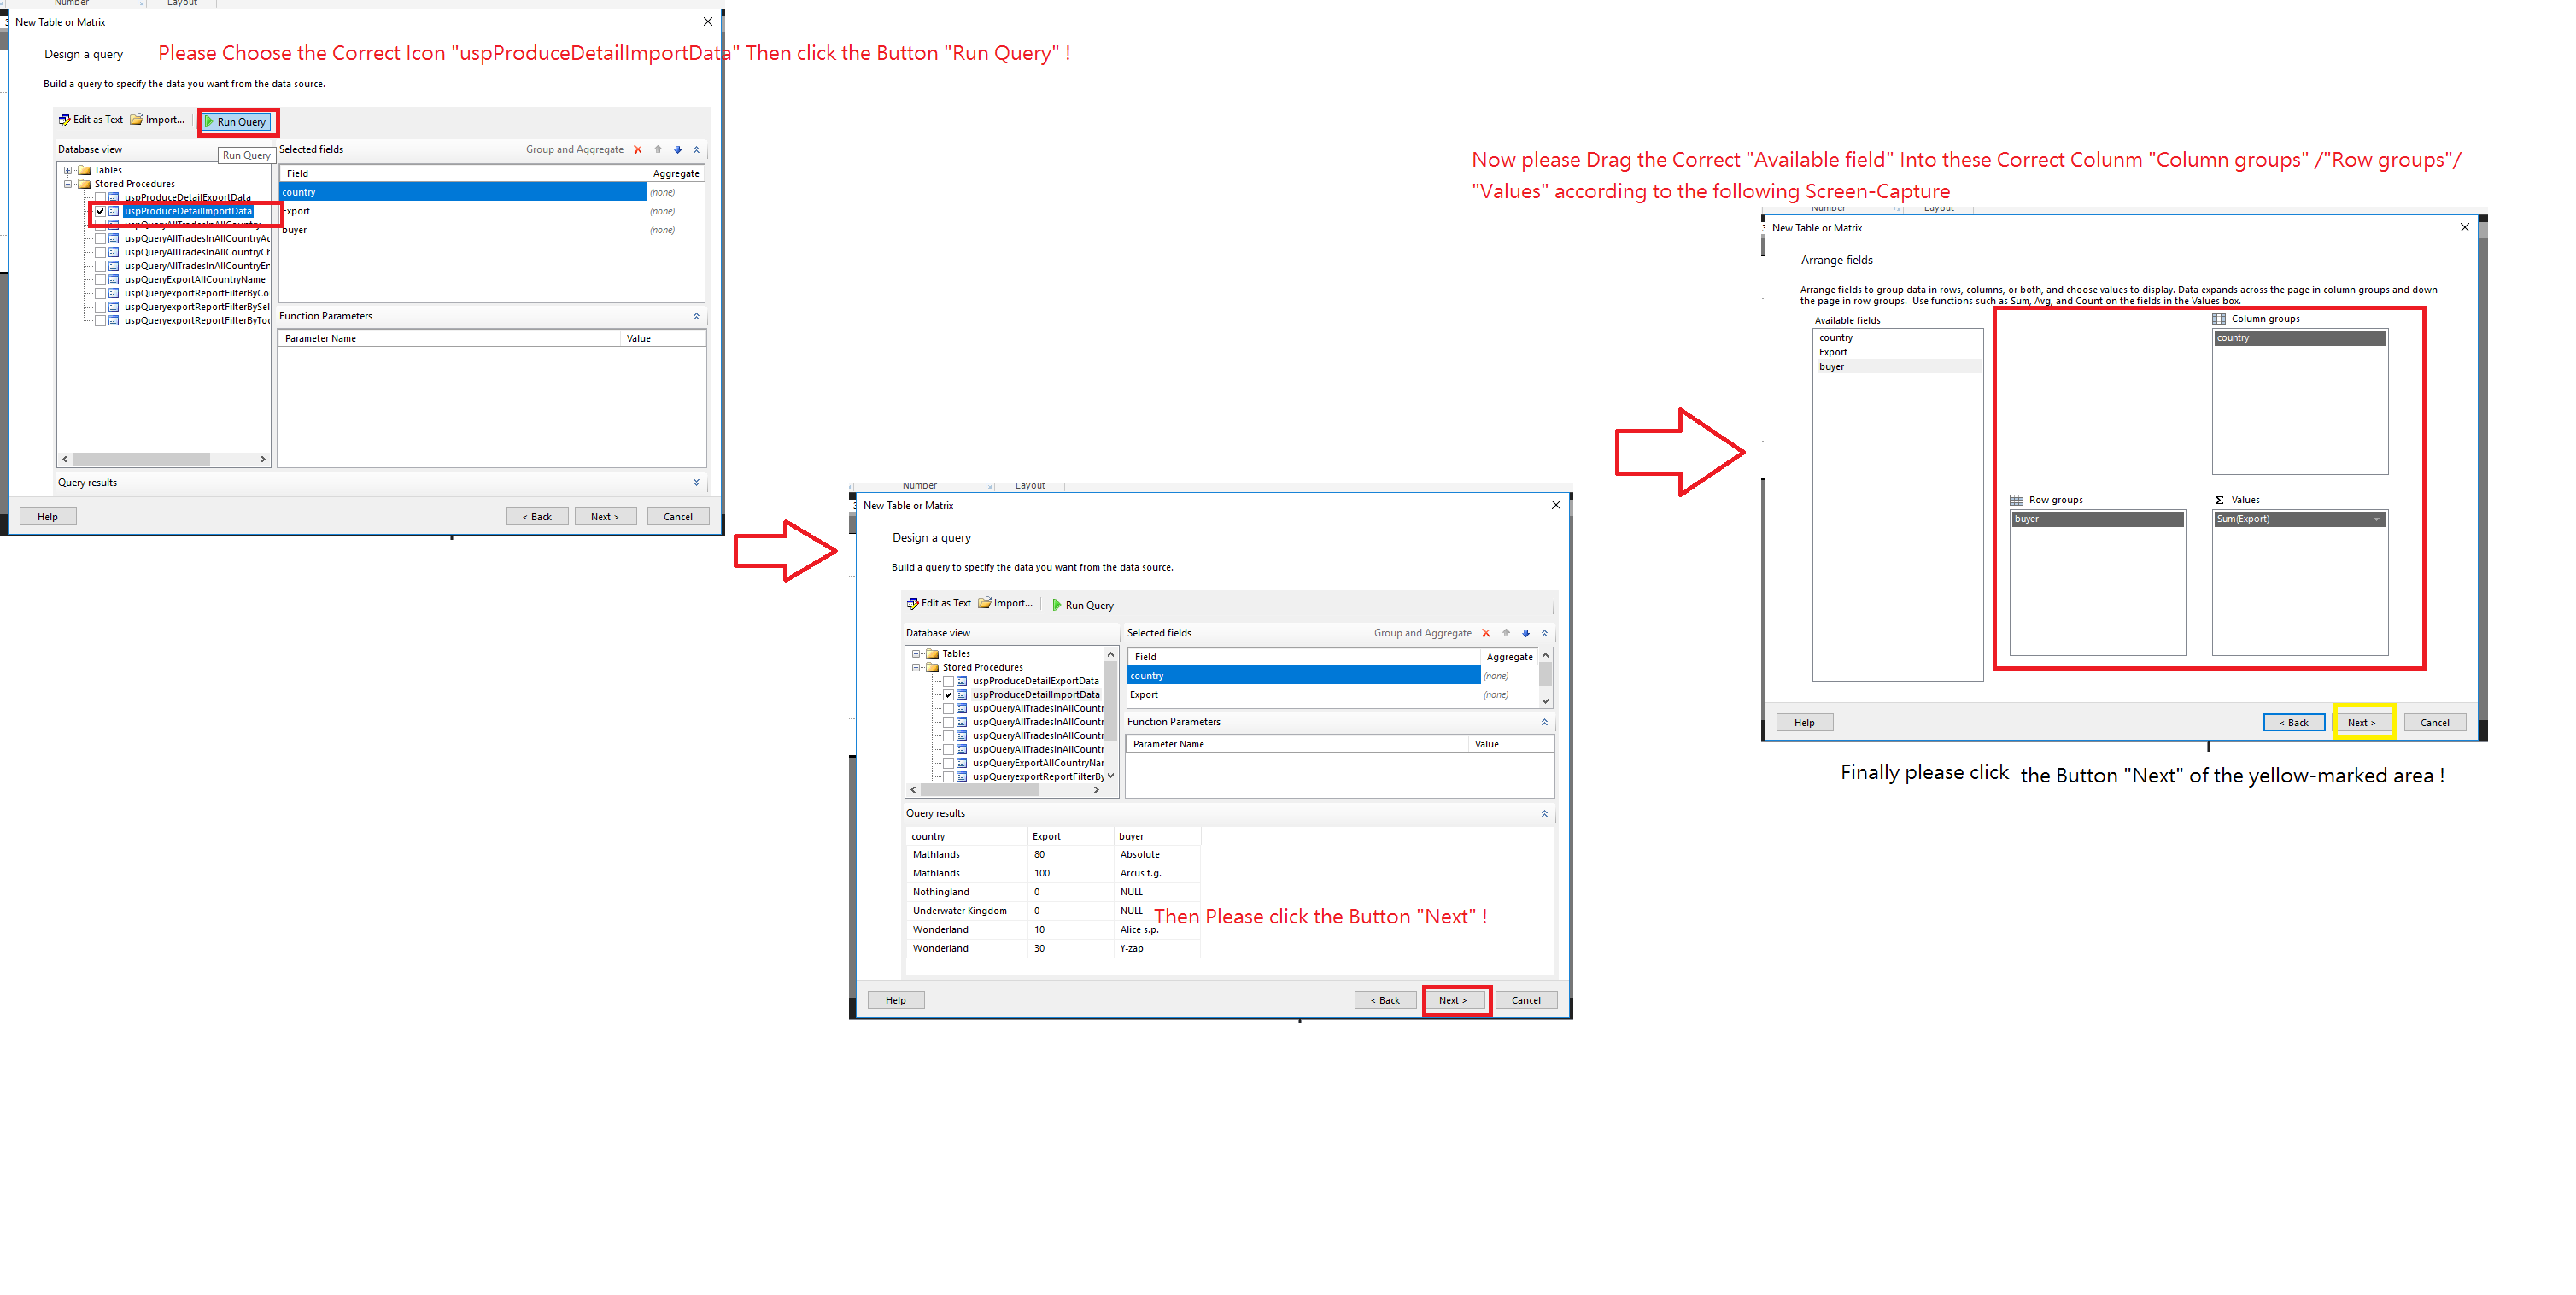 Number
Layout
New Table or Matrix
Design a query
Please Choose the Correct Icon "uspProduceDetailImportData" Then click the Button "Run Query" !
Build a query to specify the data you want from the data source.
Edit as Text
Import...
Run Query
Database view
Run Query
Selected fields
Group and Aggregate
Tables
Stored Procedures
uspProduceDetailExportData
uspProduceDetailImportData
uspQueryAllTradesInAllCountry
uspQueryAllTradesInAllCountryAc
uspQueryAllTradesInAllCountryCh
uspQueryAllTradesInAllCountryEn
uspQueryExportAllCountryName
uspQueryexportReportFilterByCo
uspQueryexportReportFilterBySel
uspQueryexportReportFilterByTog
Field
Aggregate
country
(none)
Export
(none)
buyer
(none)
Function Parameters
Parameter Name
Value
Query results
Help
< Back
Next >
Cancel
Number
Layout
New Table or Matrix
Design a query
Build a query to specify the data you want from the data source.
Edit as Text
Import...
Run Query
Database view
Selected fields
Group and Aggregate
Tables
Stored Procedures
uspProduceDetailExportData
uspProduceDetailImportData
uspQueryAllTradesInAllCountr
uspQueryAllTradesInAllCountr
uspQueryAllTradesInAllCountr
uspQueryAllTradesInAllCountr
uspQueryExportAllCountryNar
uspQueryexportReportFilterBy
Field
Aggregate
country
(none)
Export
(none)
Function Parameters
Parameter Name
Value
Query results
country Export buyer
Mathlands 80 Absolute
Mathlands 100 Arcus t.g.
Nothingland 0 NULL
Underwater Kingdom 0 NULL
Wonderland 10 Alice s.p.
Wonderland 30 Y-zap
Then Please click the Button "Next" !
Help
< Back
Next >
Cancel
Now please Drag the Correct "Available field" Into these Correct Colunm "Column groups" /"Row groups"/
"Values" according to the following Screen-Capture
Number
Layout
New Table or Matrix
Arrange fields
Arrange fields to group data in rows, columns, or both, and choose values to display. Data expands across the page in column groups and down
the page in row groups. Use functions such as Sum, Avg, and Count on the fields in the Values box.
Available fields
country
Export
buyer
Column groups
country
Row groups
buyer
Σ Values
Sum(Export)
Help
< Back
Next >
Cancel
Finally please click the Button "Next" of the yellow-marked area !